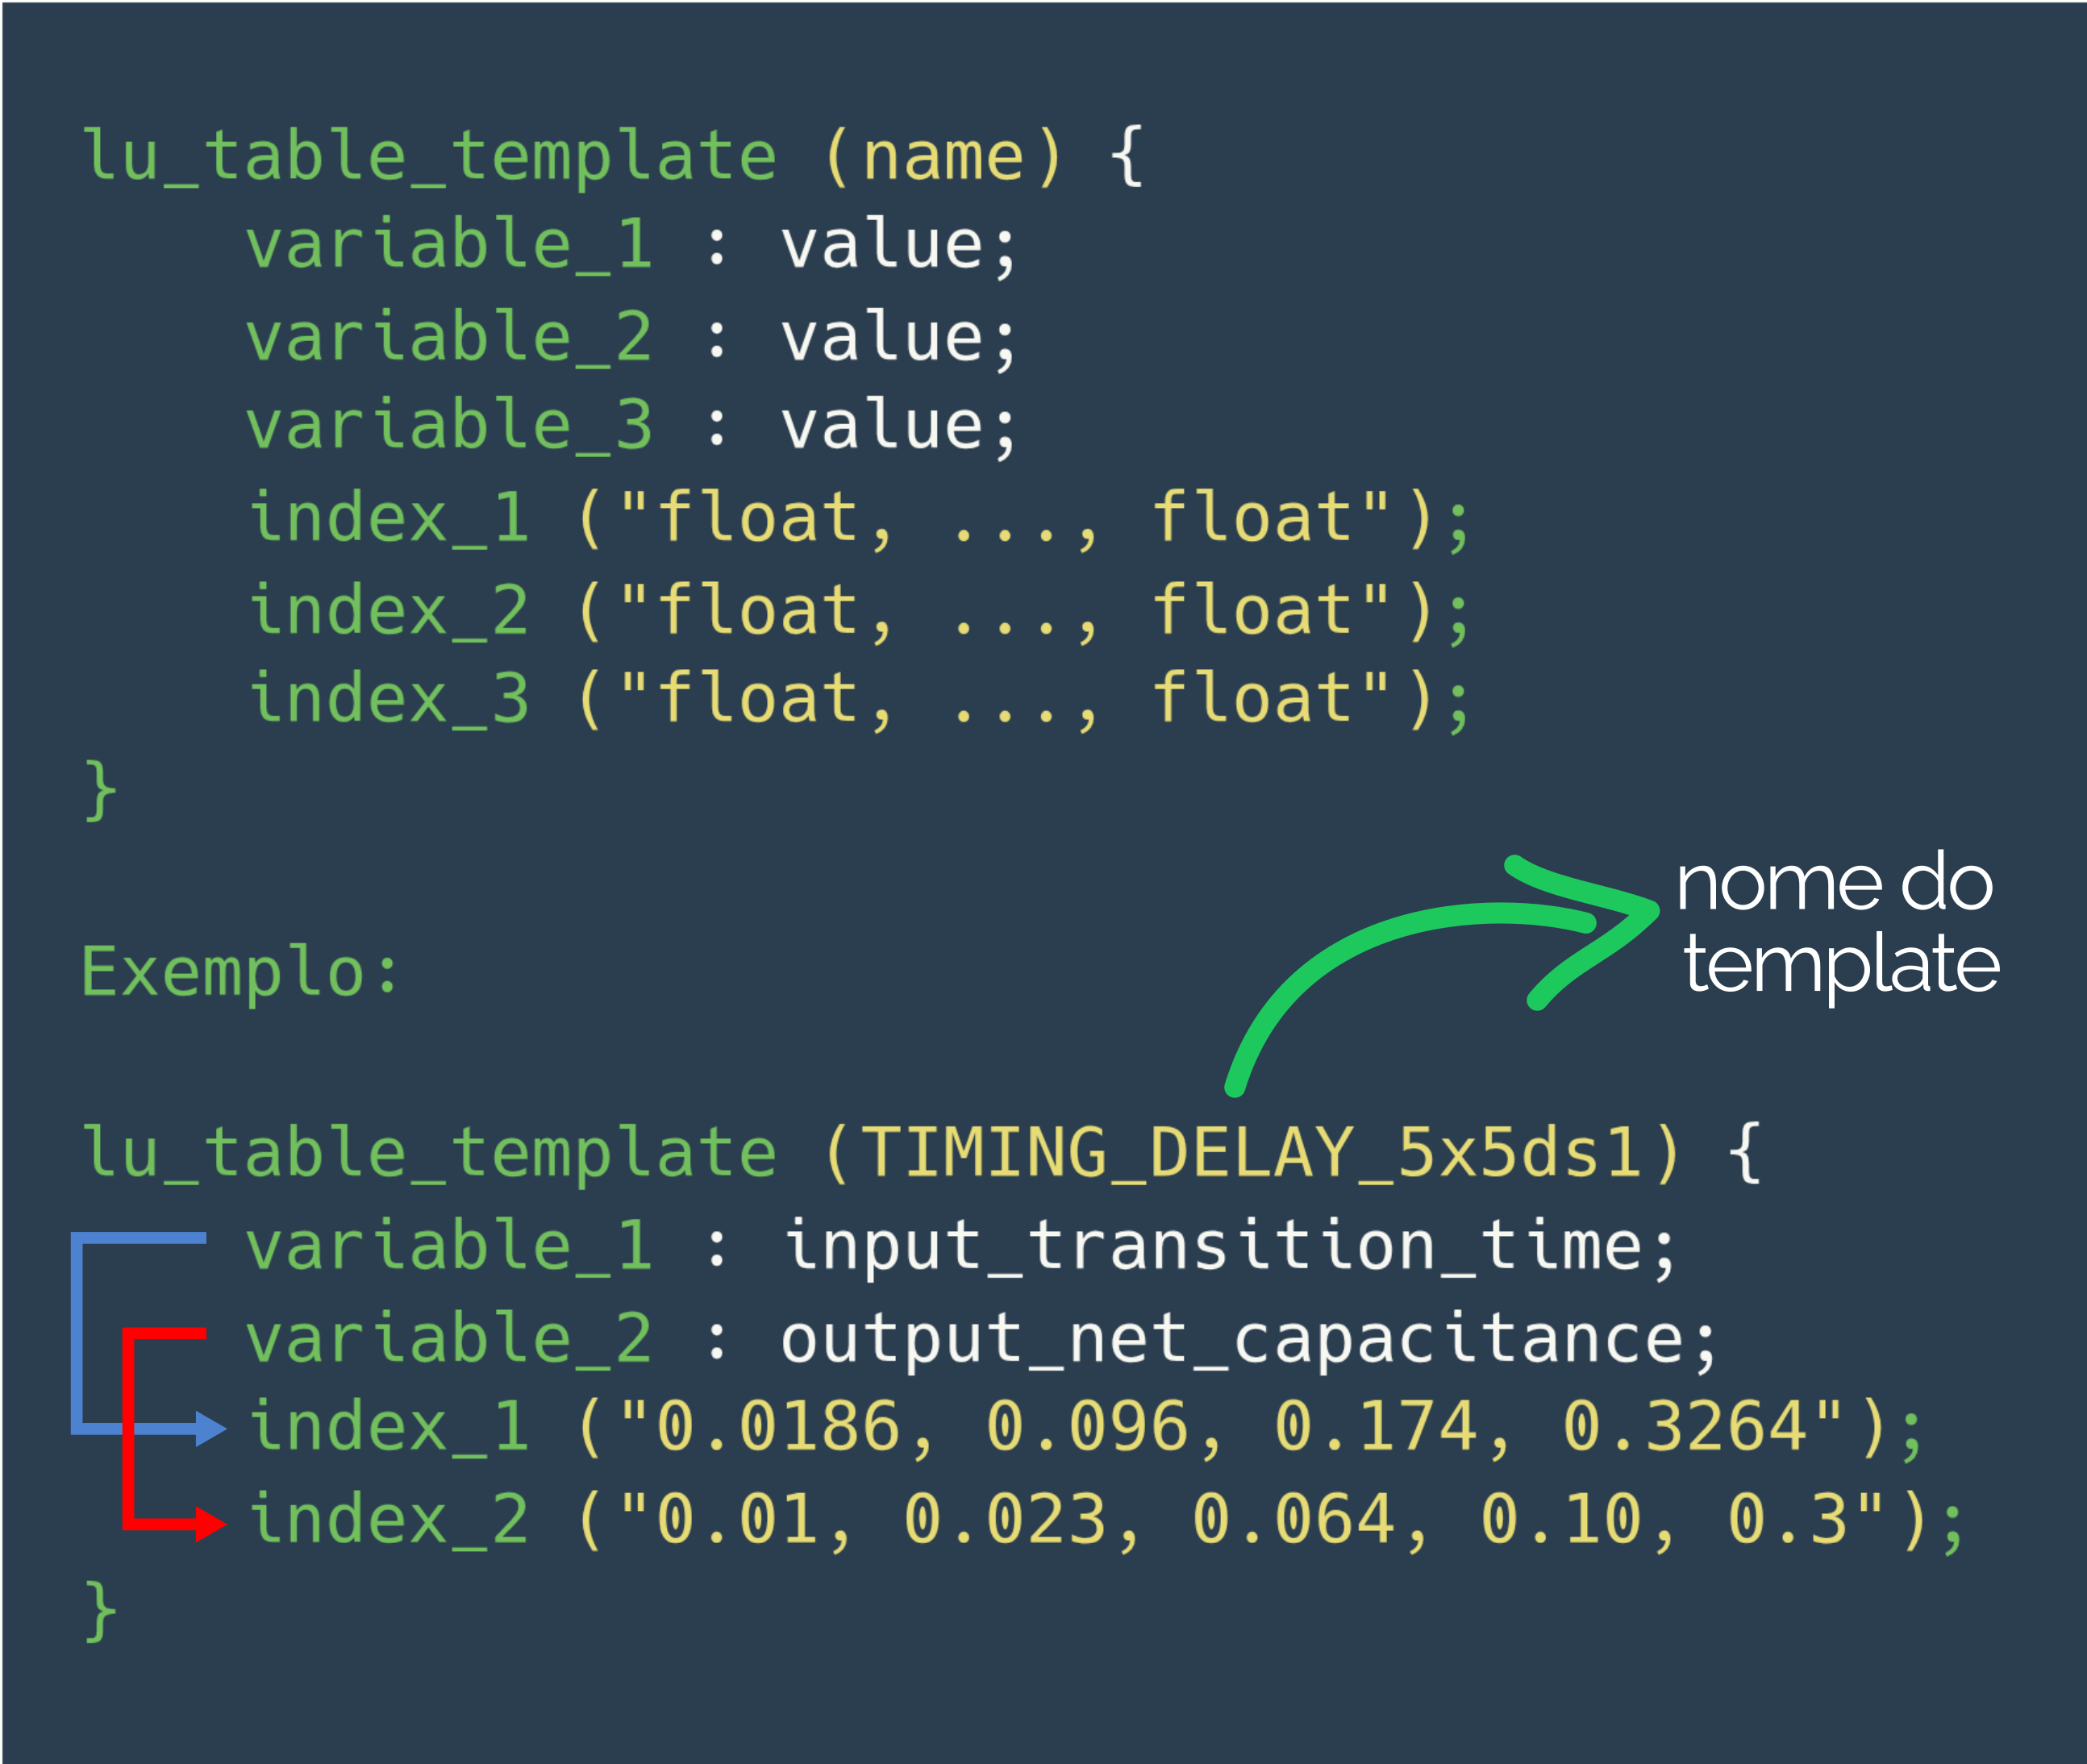 lu_table_template (name) {
    variable_1 : value;
    variable_2 : value;
    variable_3 : value;
    index_1 ("float, ..., float");
    index_2 ("float, ..., float");
    index_3 ("float, ..., float");
}
nome do
template
Exemplo:
lu_table_template (TIMING_DELAY_5x5ds1) {
    variable_1 : input_transition_time;
    variable_2 : output_net_capacitance;
    index_1 ("0.0186, 0.096, 0.174, 0.3264");
    index_2 ("0.01, 0.023, 0.064, 0.10, 0.3");
}